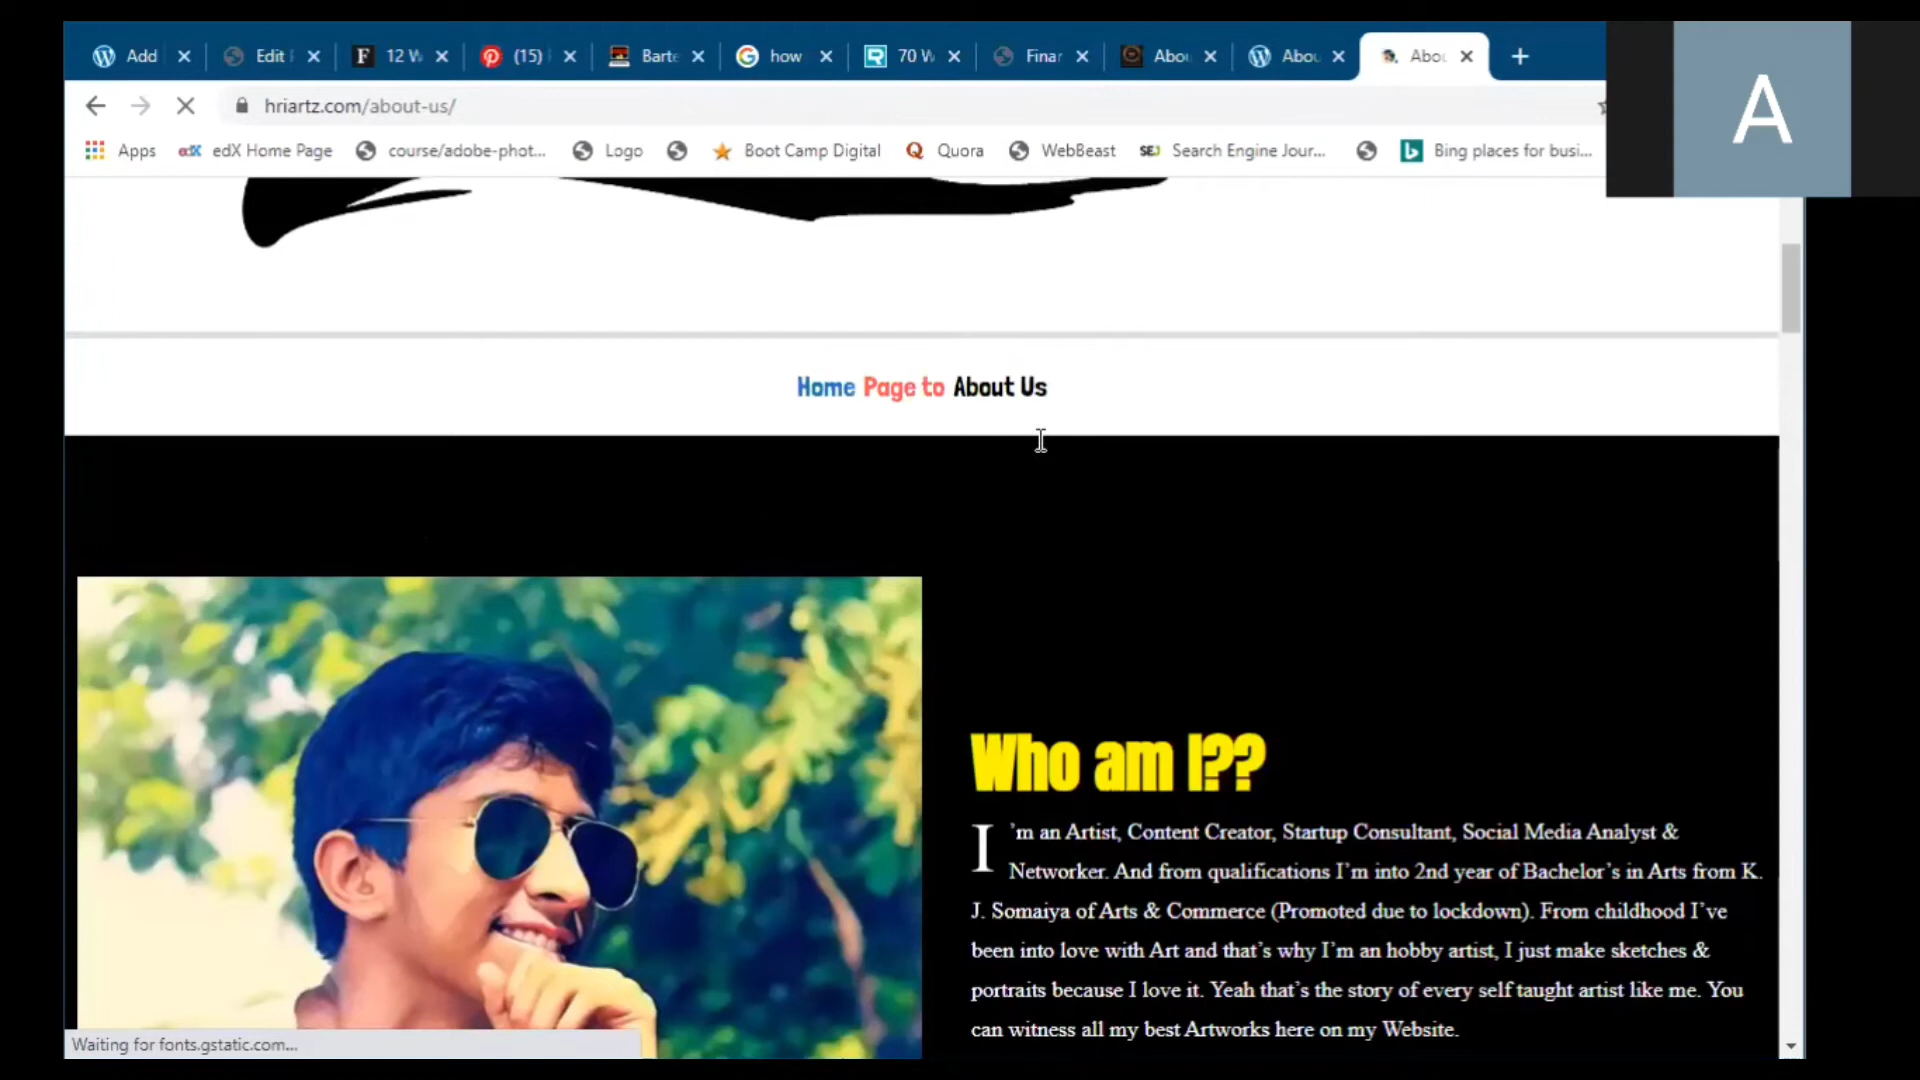 Add
Edit
12 W
(15)
Barte
how
70 W
Finar
Abou
Abou
Abou
hriartz.com/about-us/
Apps
edX
edX Home Page
course/adobe-phot...
Logo
Boot Camp Digital
Quora
WebBeast
SEJ
Search Engine Jour...
Bing places for busi...
A
Home Page to About Us
Who am I??
I 'm an Artist, Content Creator, Startup Consultant, Social Media Analyst &
Networker. And from qualifications I'm into 2nd year of Bachelor's in Arts from K.
J. Somaiya of Arts & Commerce (Promoted due to lockdown). From childhood I've
been into love with Art and that's why I'm an hobby artist, I just make sketches &
portraits because I love it. Yeah that's the story of every self taught artist like me. You
can witness all my best Artworks here on my Website.
Waiting for fonts.gstatic.com...